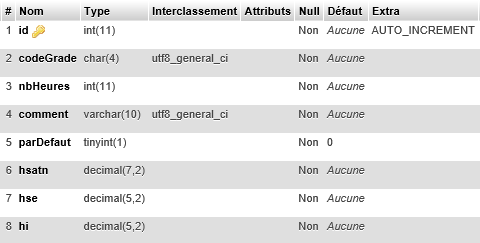 # Nom Type Interclassement Attributs Null Défaut Extra
1 id int(11) Non Aucune AUTO_INCREMENT
2 codeGrade char(4) utf8_general_ci Non Aucune
3 nbHeures int(11) Non Aucune
4 comment varchar(10) utf8_general_ci Non Aucune
5 parDefaut tinyint(1) Non 0
6 hsatn decimal(7,2) Non Aucune
7 hse decimal(5,2) Non Aucune
8 hi decimal(5,2) Non Aucune